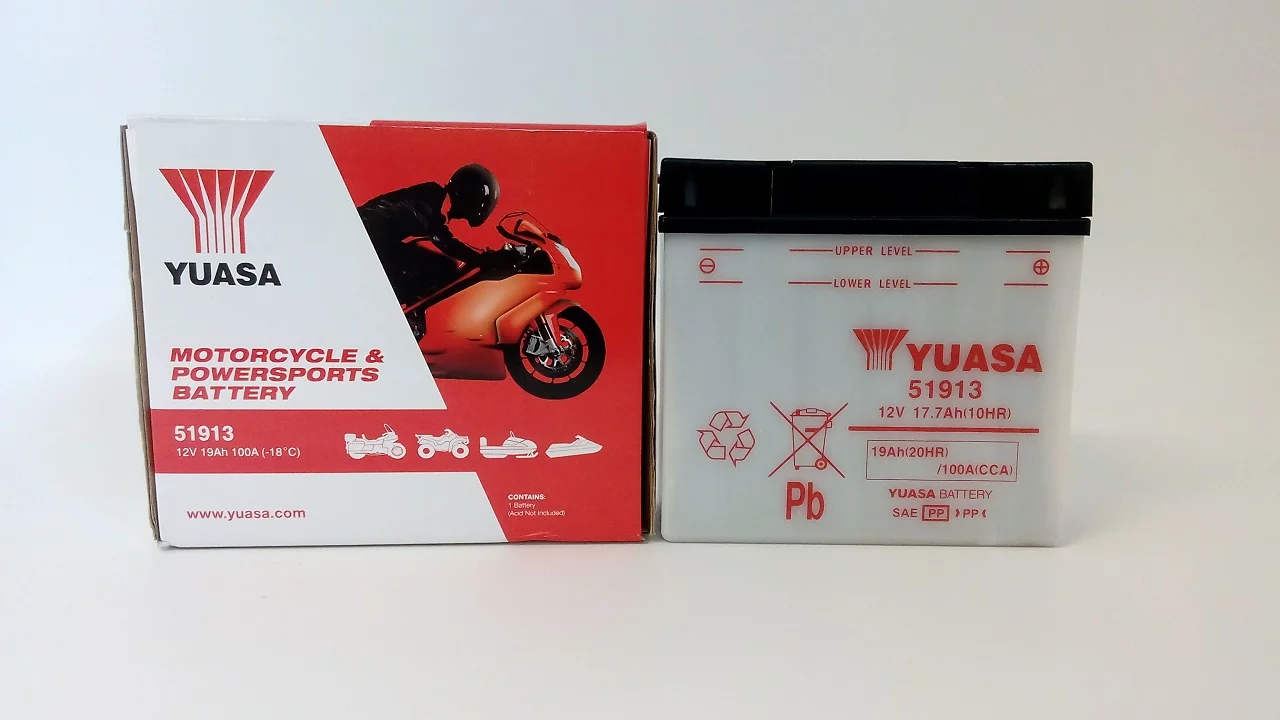 YUASA
MOTORCYCLE &
POWERSPORTS
BATTERY
51913
12V 19Ah 100A (-18°C)
www.yuasa.com
CONTAINS:
1 Battery
(Acid Not Included)
UPPER LEVEL
LOWER LEVEL
YUASA
51913
12V 17.7Ah(10HR)
19Ah(20HR)
/100A(CCA)
Pb
YUASA BATTERY
SAE PP >PP<